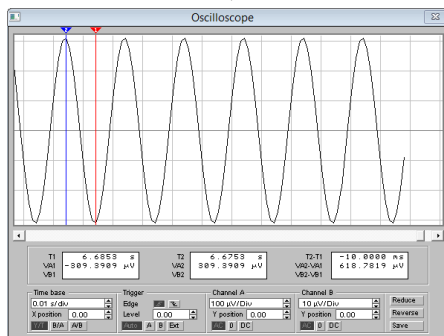 Oscilloscope
2
1
T1 6.6853 s
VA1 -309.3909 µV
VB1
T2 6.6753 s
VA2 309.3909 µV
VB2
T2-T1 -10.0000 ms
VA2-VA1 618.7819 µV
VB2-VB1
Time base
0.01 s/div
X position 0.00
Y/T B/A A/B
Trigger
Edge
Level 0.00
Auto A B Ext
Channel A
100 µV/Div
Y position 0.00
AC 0 DC
Channel B
10 µV/Div
Y position 0.00
AC 0 DC
Reduce
Reverse
Save